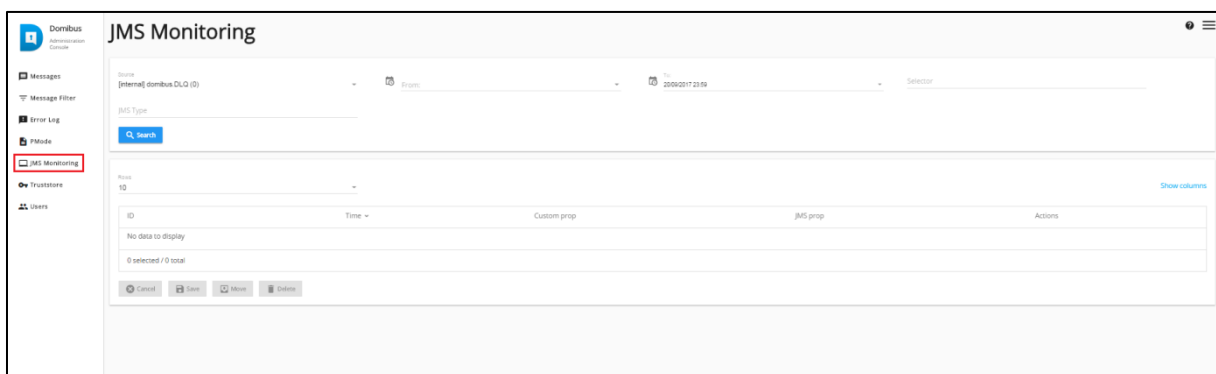 Domibus
Administration
Console
JMS Monitoring
Messages
Message Filter
Error Log
PMode
JMS Monitoring
Truststore
Users
Source
[internal] domibus.DLQ (0)
From:
To:
20/09/2017 23:59
Selector
JMS Type
Search
Rows
10
Show columns
ID Time Custom prop JMS prop Actions
No data to display
0 selected / 0 total
Cancel Save Move Delete